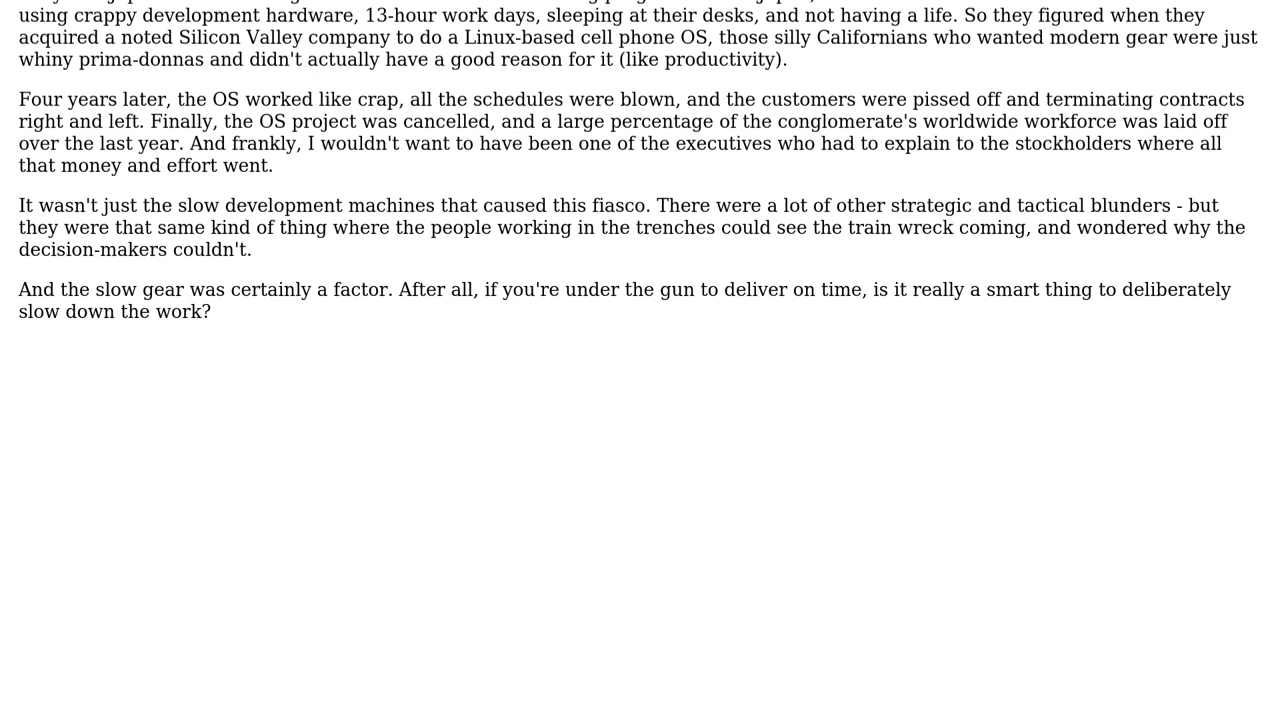 using crappy development hardware, 13-hour work days, sleeping at their desks, and not having a life. So they figured when they
acquired a noted Silicon Valley company to do a Linux-based cell phone OS, those silly Californians who wanted modern gear were just
whiny prima-donnas and didn't actually have a good reason for it (like productivity).
Four years later, the OS worked like crap, all the schedules were blown, and the customers were pissed off and terminating contracts
right and left. Finally, the OS project was cancelled, and a large percentage of the conglomerate's worldwide workforce was laid off
over the last year. And frankly, I wouldn't want to have been one of the executives who had to explain to the stockholders where all
that money and effort went.
It wasn't just the slow development machines that caused this fiasco. There were a lot of other strategic and tactical blunders - but
they were that same kind of thing where the people working in the trenches could see the train wreck coming, and wondered why the
decision-makers couldn't.
And the slow gear was certainly a factor. After all, if you're under the gun to deliver on time, is it really a smart thing to deliberately
slow down the work?